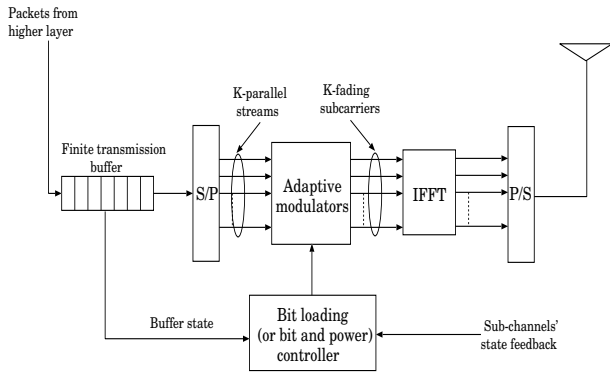 Packets from
higher layer
K-parallel
streams
K-fading
subcarriers
Finite transmission
buffer
S/P
Adaptive
modulators
IFFT
P/S
Buffer state
Bit loading
(or bit and power)
controller
Sub-channels'
state feedback